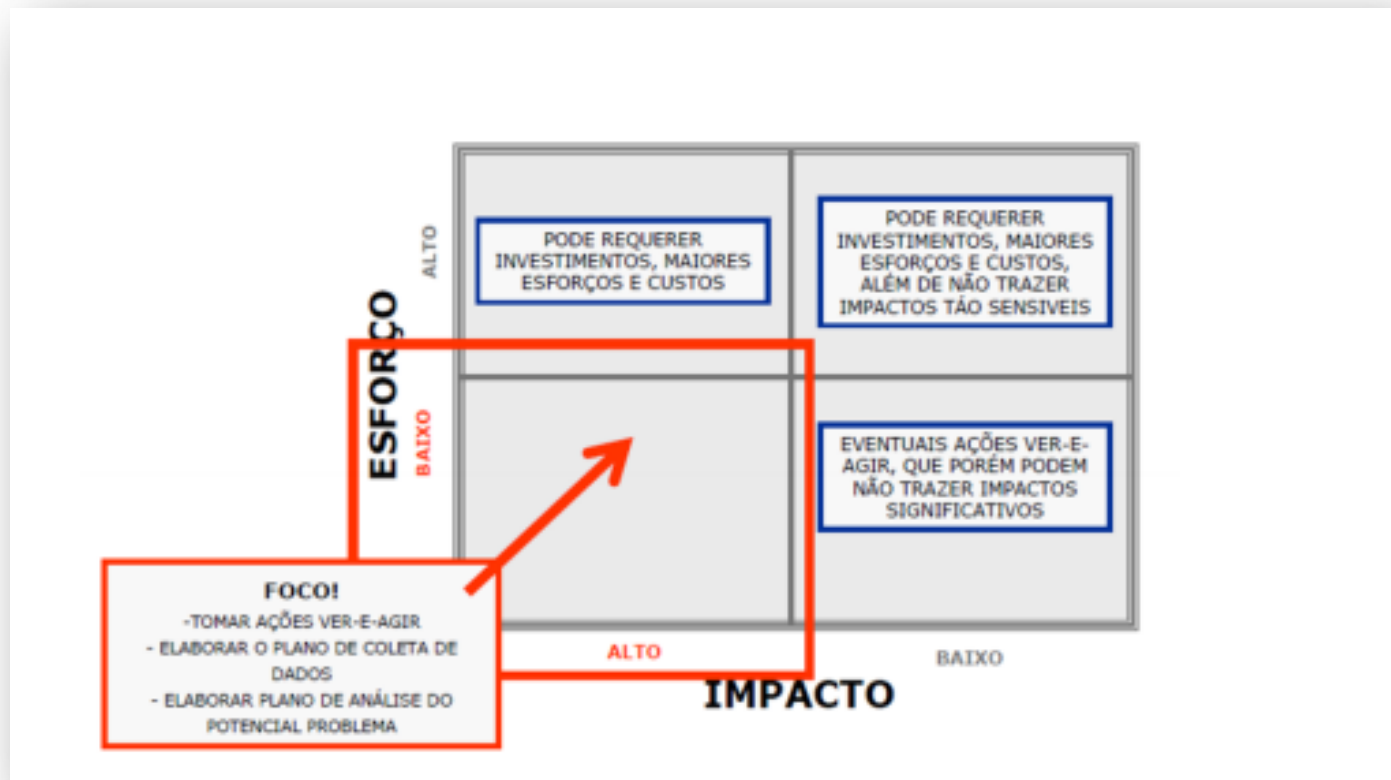 ESFORÇO
ALTO
BAIXO
PODE REQUERER
INVESTIMENTOS, MAIORES
ESFORÇOS E CUSTOS
PODE REQUERER
INVESTIMENTOS, MAIORES
ESFORÇOS E CUSTOS,
ALÉM DE NÃO TRAZER
IMPACTOS TÃO SENSIVEIS
EVENTUAIS AÇÕES VER-E-
AGIR, QUE PORÉM PODEM
NÃO TRAZER IMPACTOS
SIGNIFICATIVOS
FOCO!
-TOMAR AÇÕES VER-E-AGIR
- ELABORAR O PLANO DE COLETA DE
DADOS
- ELABORAR PLANO DE ANÁLISE DO
POTENCIAL PROBLEMA
ALTO
BAIXO
IMPACTO